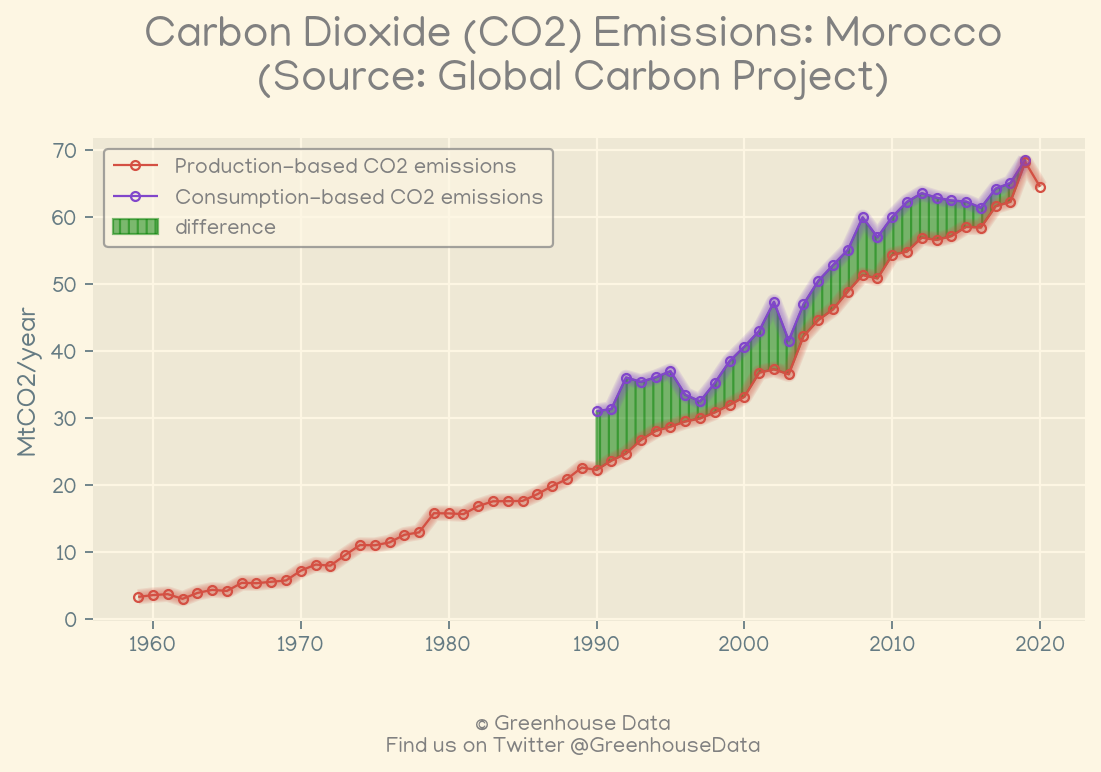 Carbon Dioxide (CO2) Emissions: Morocco
(Source: Global Carbon Project)
Production-based CO2 emissions
Consumption-based CO2 emissions
difference
MtCO2/year
70
60
50
40
30
20
10
0
1960 1970 1980 1990 2000 2010 2020
© Greenhouse Data
Find us on Twitter @GreenhouseData